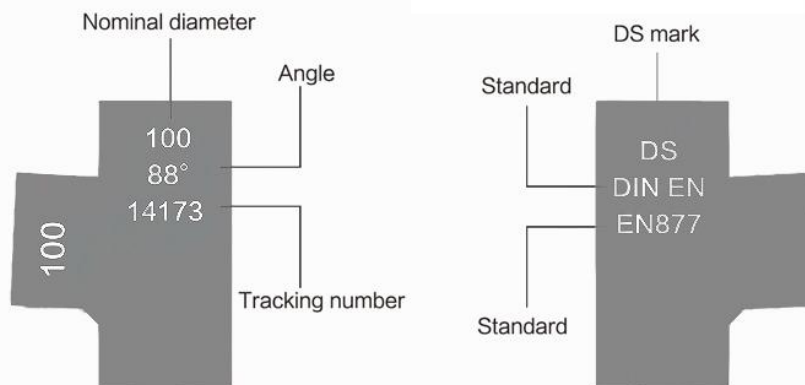 Nominal diameter
Angle
100
88°
14173
100
Tracking number
DS mark
Standard
DS
DIN EN
EN877
Standard